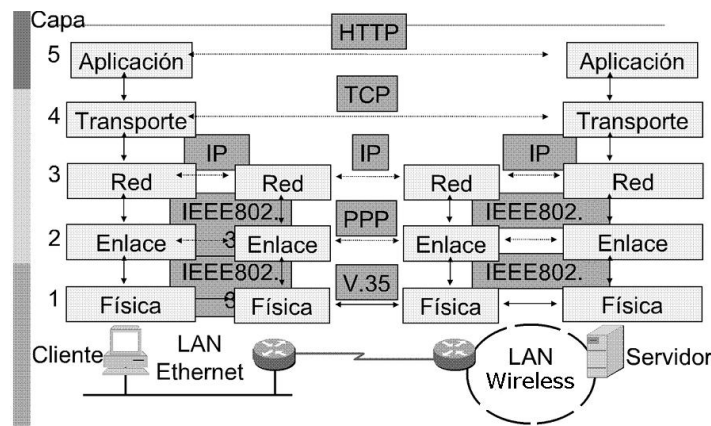 Capa
HTTP
5 Aplicación Aplicación
TCP
4 Transporte Transporte
IP IP IP
3 Red Red Red Red
IEEE802. PPP IEEE802.
2 Enlace 3 Enlace Enlace Enlace
IEEE802. V.35 IEEE802.
1 Física 3 Física Física Física
Cliente LAN LAN Servidor
Ethernet Wireless